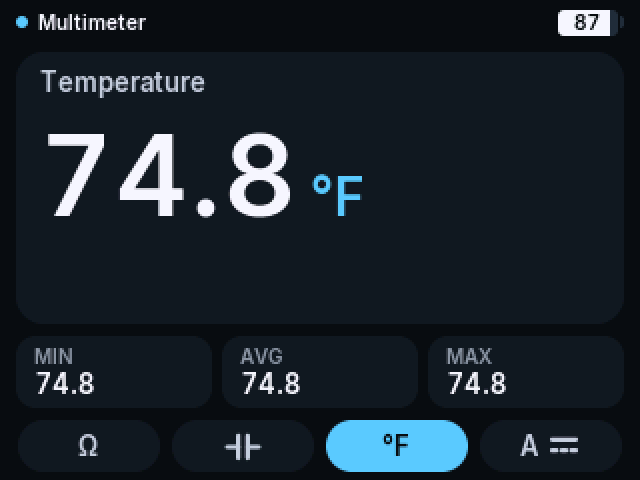 Multimeter
87
Temperature
74.8 °F
MIN
74.8
AVG
74.8
MAX
74.8
Ω
°F
A